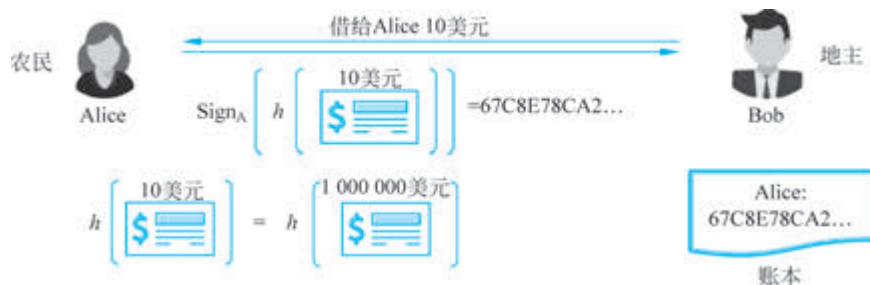 借给Alice 10美元
农民
地主
Alice
Bob
10美元
Sign_A ( h ( $ ) ) =67C8E78CA2…
10美元
1 000 000美元
h ( $ ) = h ( $ )
Alice:
67C8E78CA2…
账本